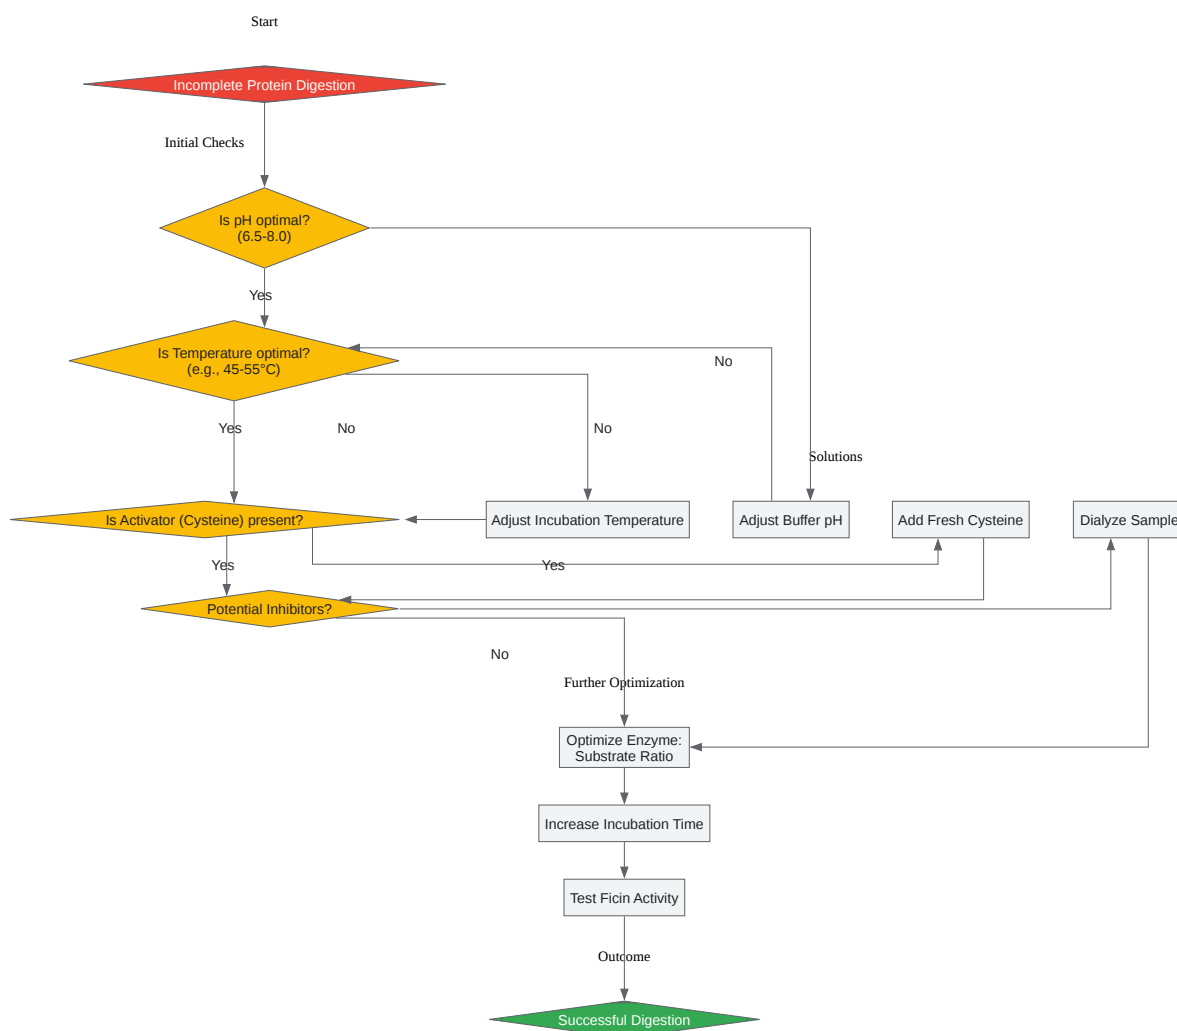 Start
Incomplete Protein Digestion
Initial Checks
Is pH optimal?
(6.5-8.0)
Yes
Is Temperature optimal?
(e.g., 45-55°C)
No
Yes
No
No
Solutions
Is Activator (Cysteine) present?
Adjust Incubation Temperature
Adjust Buffer pH
Add Fresh Cysteine
Dialyze Sample
Yes
Yes
Potential Inhibitors?
No
Further Optimization
Optimize Enzyme:
Substrate Ratio
Increase Incubation Time
Test Ficin Activity
Outcome
Successful Digestion